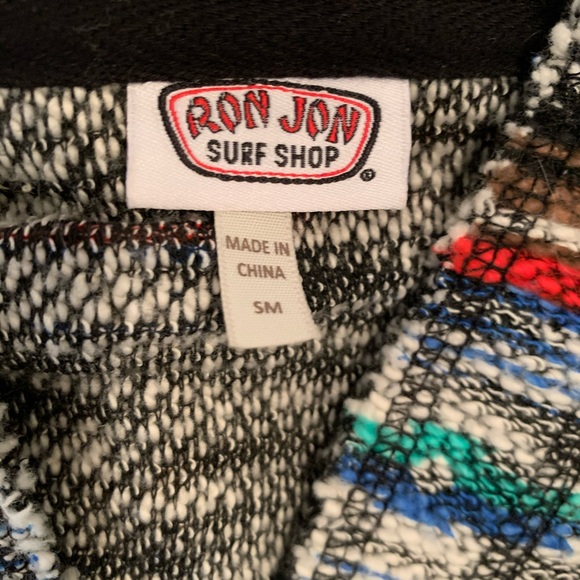 RON JON
SURF SHOP
®
MADE IN
CHINA
SM